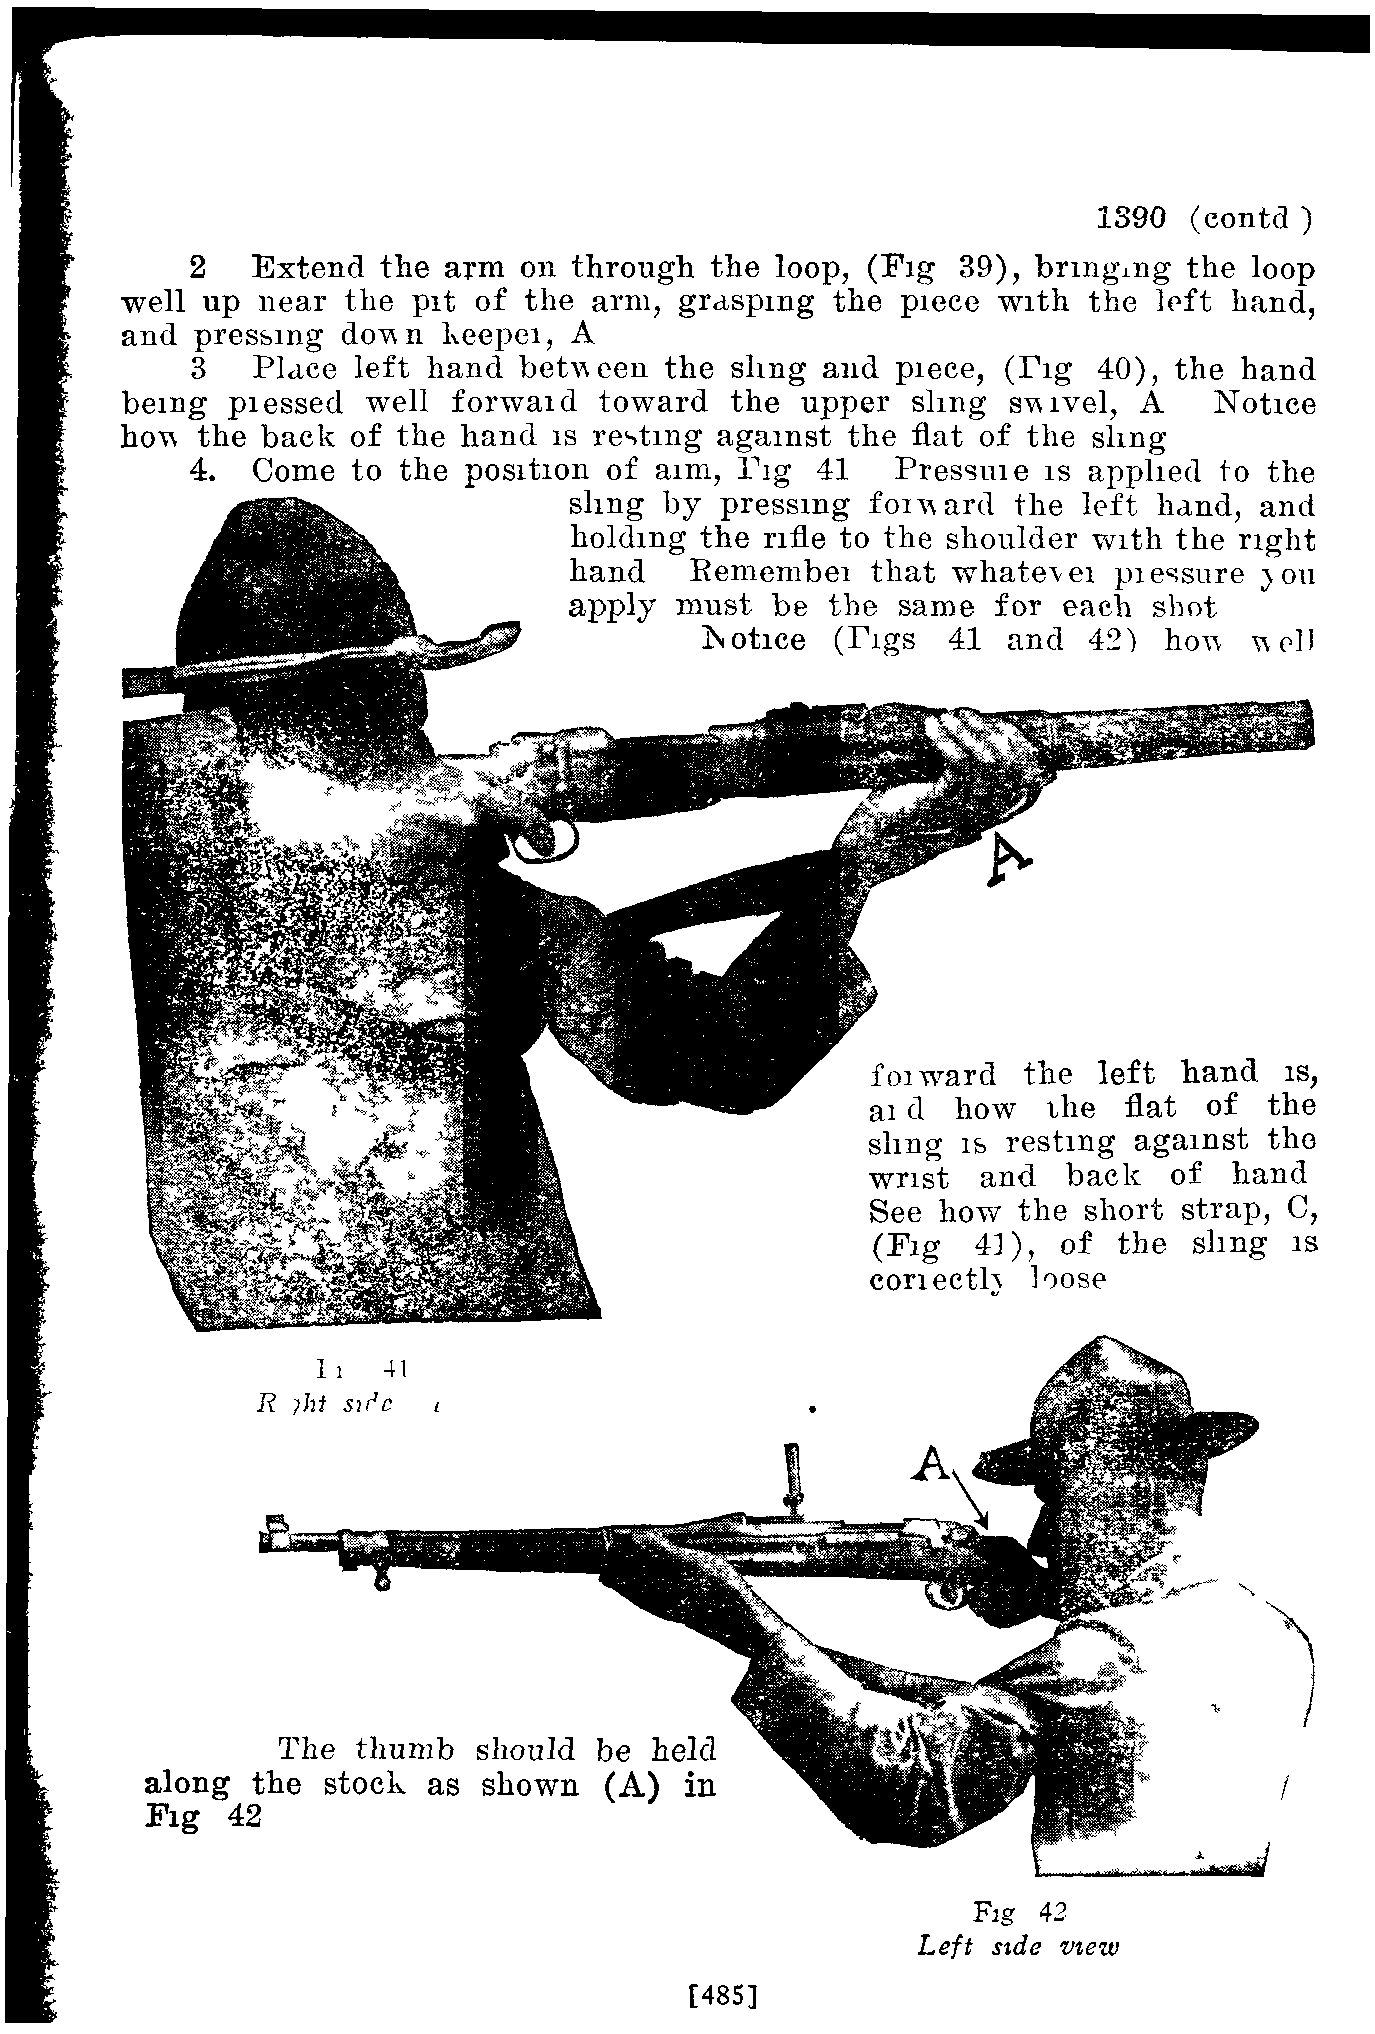 1390 (contd )
2 Extend the arm on through the loop, (Fig 39), bringing the loop
well up near the pit of the arm, grasping the piece with the left hand,
and pressing down keeper, A
3 Place left hand between the sling and piece, (Fig 40), the hand
being pressed well forward toward the upper sling swivel, A Notice
how the back of the hand is resting against the flat of the sling
4. Come to the position of aim, Fig 41 Pressure is applied to the
sling by pressing forward the left hand, and
holding the rifle to the shoulder with the right
hand Remember that whatever pressure you
apply must be the same for each shot
Notice (Figs 41 and 42) how well
A
forward the left hand is,
and how the flat of the
sling is resting against the
wrist and back of hand
See how the short strap, C,
(Fig 41), of the sling is
correctly loose
41
Right side
A
The thumb should be held
along the stock as shown (A) in
Fig 42
Fig 42
Left side view
[485]